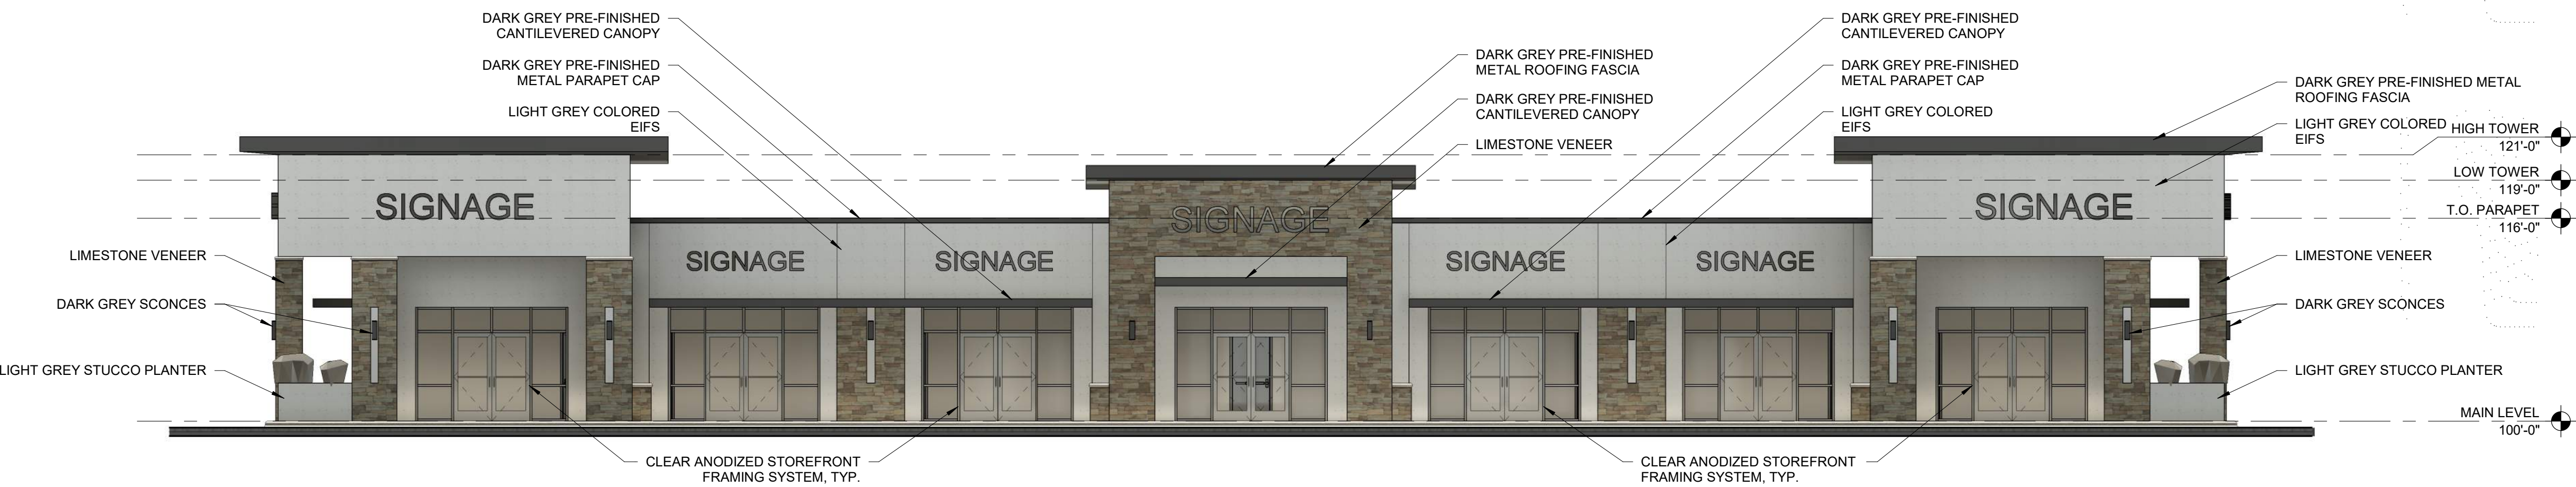 DARK GREY PRE-FINISHED
CANTILEVERED CANOPY
DARK GREY PRE-FINISHED
METAL PARAPET CAP
LIGHT GREY COLORED
EIFS
DARK GREY PRE-FINISHED
METAL ROOFING FASCIA
DARK GREY PRE-FINISHED
CANTILEVERED CANOPY
LIMESTONE VENEER
DARK GREY PRE-FINISHED
CANTILEVERED CANOPY
DARK GREY PRE-FINISHED
METAL PARAPET CAP
LIGHT GREY COLORED
EIFS
DARK GREY PRE-FINISHED METAL
ROOFING FASCIA
LIGHT GREY COLORED
EIFS
HIGH TOWER
121'-0"
LOW TOWER
119'-0"
T.O. PARAPET
116'-0"
SIGNAGE
SIGNAGE
SIGNAGE
SIGNAGE
SIGNAGE
SIGNAGE
SIGNAGE
LIMESTONE VENEER
DARK GREY SCONCES
LIGHT GREY STUCCO PLANTER
LIMESTONE VENEER
DARK GREY SCONCES
LIGHT GREY STUCCO PLANTER
MAIN LEVEL
100'-0"
CLEAR ANODIZED STOREFRONT
FRAMING SYSTEM, TYP.
CLEAR ANODIZED STOREFRONT
FRAMING SYSTEM, TYP.